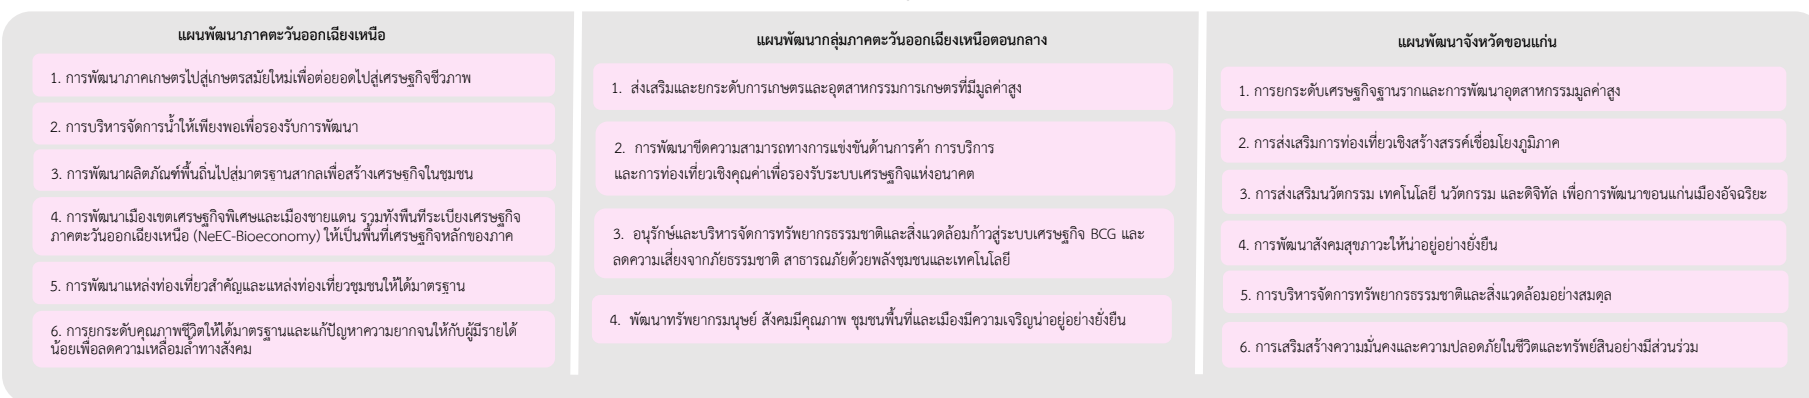 แผนพัฒนาภาคตะวันออกเฉียงเหนือ
1. การพัฒนาภาคเกษตรไปสู่เกษตรสมัยใหม่เพื่อต่อยอดไปสู่เศรษฐกิจชีวภาพ
2. การบริหารจัดการน้ำให้เพียงพอเพื่อรองรับการพัฒนา
3. การพัฒนาผลิตภัณฑ์พื้นถิ่นไปสู่มาตรฐานสากลเพื่อสร้างเศรษฐกิจในชุมชน
4. การพัฒนาเมืองเขตเศรษฐกิจพิเศษและเมืองชายแดน รวมทั้งพืนที่ระเบียงเศรษฐกิจ
ภาคตะวันออกเฉียงเหนือ (NeEC-Bioeconomy) ให้เป็นพื้นที่เศรษฐกิจหลักของภาค
5. การพัฒนาแหล่งท่องเที่ยวสำคัญและแหล่งท่องเที่ยวชุมชนให้ได้มาตรฐาน
6. การยกระดับคุณภาพชีวิตให้ได้มาตรฐานและแก้ปัญหาความยากจนให้กับผู้มีรายได้
น้อยเพื่อลดความเหลื่อมล้ำทางสังคม
แผนพัฒนากลุ่มภาคตะวันออกเฉียงเหนือตอนกลาง
1. ส่งเสริมและยกระดับการเกษตรและอุตสาหกรรมการเกษตรที่มีมูลค่าสูง
2. การพัฒนาขีดความสามารถทางการแข่งขันด้านการค้า การบริการ
และการท่องเที่ยวเชิงคุณค่าเพื่อรองรับระบบเศรษฐกิจแห่งอนาคต
3. อนุรักษ์และบริหารจัดการทรัพยากรธรรมชาติและสิ่งแวดล้อมก้าวสู่ระบบเศรษฐกิจ BCG และ
ลดความเสี่ยงจากภัยธรรมชาติ สาธารณภัยด้วยพลังชุมชนและเทคโนโลยี
4. พัฒนาทรัพยากรมนุษย์ สังคมมีคุณภาพ ชุมชนพื้นที่และเมืองมีความเจริญน่าอยู่อย่างยั่งยืน
แผนพัฒนาจังหวัดขอนแก่น
1. การยกระดับเศรษฐกิจฐานรากและการพัฒนาอุตสาหกรรมมูลค่าสูง
2. การส่งเสริมการท่องเที่ยวเชิงสร้างสรรค์เชื่อมโยงภูมิภาค
3. การส่งเสริมนวัตกรรม เทคโนโลยี นวัตกรรม และดิจิทัล เพื่อการพัฒนาขอนแก่นเมืองอัจฉริยะ
4. การพัฒนาสังคมสุขภาวะให้น่าอยู่อย่างยั่งยืน
5. การบริหารจัดการทรัพยากรธรรมชาติและสิ่งแวดล้อมอย่างสมดุล
6. การเสริมสร้างความมั่นคงและความปลอดภัยในชีวิตและทรัพย์สินอย่างมีส่วนร่วม